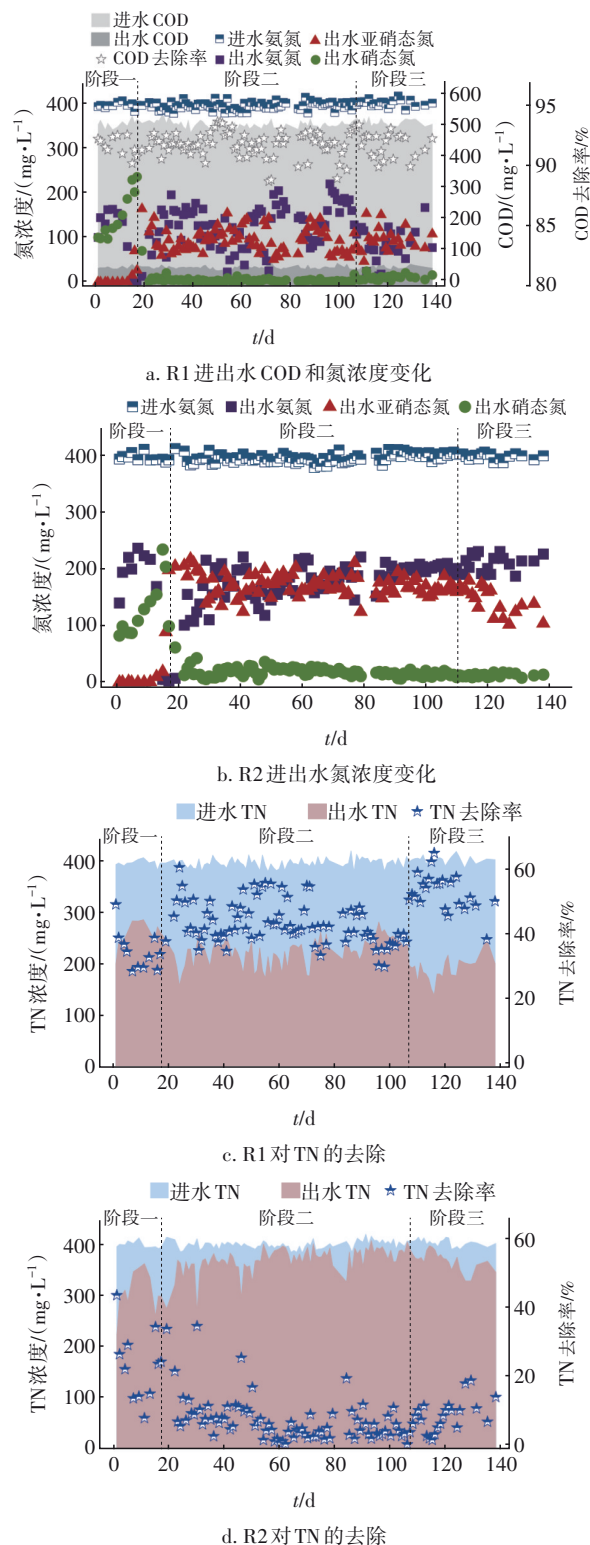 进水COD
出水COD 进水氨氮 出水亚硝态氮
COD去除率 出水氨氮 出水硝态氮
阶段一 阶段二 阶段三
氮浓度/(mg·L⁻¹)
400
300
200
100
0
COD/(mg·L⁻¹)
600
500
400
300
200
100
0
COD去除率/%
95
90
85
80
0 20 40 60 80 100 120 140
t/d
a. R1进出水COD和氮浓度变化
进水氨氮 出水氨氮 出水亚硝态氮 出水硝态氮
阶段一 阶段二 阶段三
氮浓度/(mg·L⁻¹)
400
300
200
100
0
0 20 40 60 80 100 120 140
t/d
b. R2进出水氮浓度变化
进水TN 出水TN TN去除率
阶段一 阶段二 阶段三
TN浓度/(mg·L⁻¹)
400
300
200
100
0
TN去除率/%
60
40
20
0
0 20 40 60 80 100 120 140
t/d
c. R1对TN的去除
进水TN 出水TN TN去除率
阶段一 阶段二 阶段三
TN浓度/(mg·L⁻¹)
400
300
200
100
0
TN去除率/%
60
40
20
0
0 20 40 60 80 100 120 140
t/d
d. R2对TN的去除